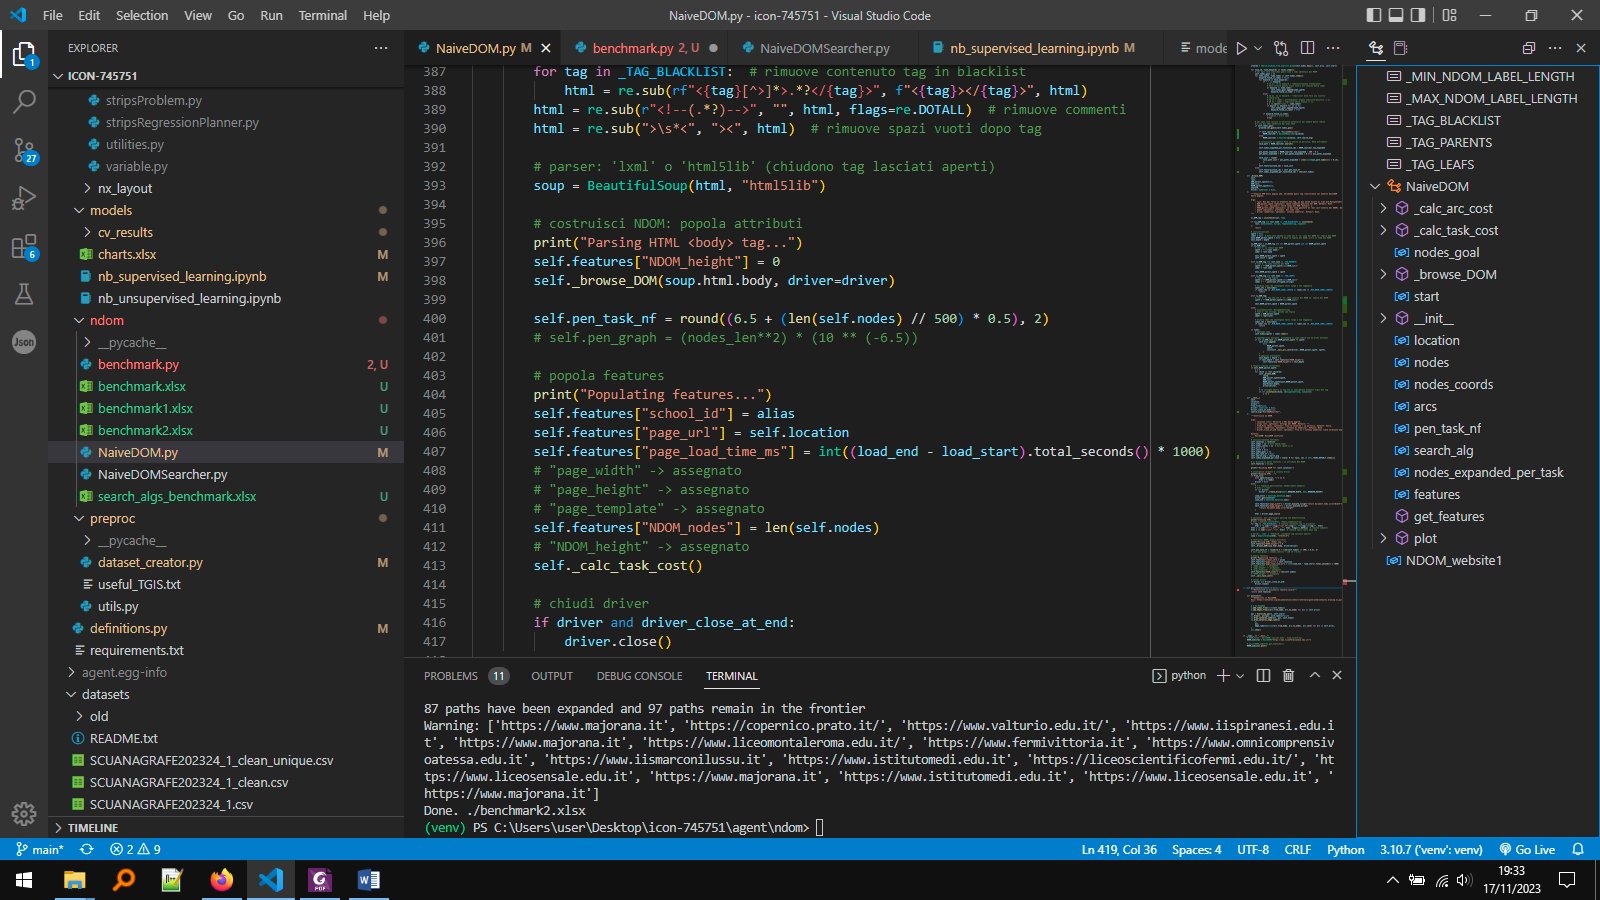 File Edit Selection View Go Run Terminal Help
NaiveDOM.py - icon-745751 - Visual Studio Code
EXPLORER
ICON-745751
stripsProblem.py
stripsRegressionPlanner.py
utilities.py
variable.py
nx_layout
models
cv_results
charts.xlsx M
nb_supervised_learning.ipynb M
nb_unsupervised_learning.ipynb
ndom
__pycache__
benchmark.py 2, U
benchmark.xlsx U
benchmark1.xlsx U
benchmark2.xlsx U
NaiveDOM.py M
NaiveDOMSearcher.py
search_algs_benchmark.xlsx U
preproc
__pycache__
dataset_creator.py M
useful_TGIS.txt
utils.py
definitions.py M
requirements.txt
agent.egg-info
datasets
old
README.txt
SCUANAGRAFE202324_1_clean_unique.csv
SCUANAGRAFE202324_1_clean.csv
SCUANAGRAFE202324_1.csv
TIMELINE
1
27
6
Json
NaiveDOM.py M
benchmark.py 2, U
NaiveDOMSearcher.py
nb_supervised_learning.ipynb M
mode
387 for tag in _TAG_BLACKLIST:  # rimuove contenuto tag in blacklist
388 html = re.sub(rf"<{tag}[^>]*>.*?</{tag}>", f"<{tag}></{tag}>", html)
389 html = re.sub(r"<!--(.*?)-->", "", html, flags=re.DOTALL)  # rimuove commenti
390 html = re.sub(">\s*<", "><", html)  # rimuove spazi vuoti dopo tag
391
392 # parser: 'lxml' o 'html5lib' (chiudono tag lasciati aperti)
393 soup = BeautifulSoup(html, "html5lib")
394
395 # costruisci NDOM: popola attributi
396 print("Parsing HTML <body> tag...")
397 self.features["NDOM_height"] = 0
398 self._browse_DOM(soup.html.body, driver=driver)
399
400 self.pen_task_nf = round((6.5 + (len(self.nodes) // 500) * 0.5), 2)
401 # self.pen_graph = (nodes_len**2) * (10 ** (-6.5))
402
403 # popola features
404 print("Populating features...")
405 self.features["school_id"] = alias
406 self.features["page_url"] = self.location
407 self.features["page_load_time_ms"] = int((load_end - load_start).total_seconds() * 1000)
408 # "page_width" -> assegnato
409 # "page_height" -> assegnato
410 # "page_template" -> assegnato
411 self.features["NDOM_nodes"] = len(self.nodes)
412 # "NDOM_height" -> assegnato
413 self._calc_task_cost()
414
415 # chiudi driver
416 if driver and driver_close_at_end:
417 driver.close()
PROBLEMS 11 OUTPUT DEBUG CONSOLE TERMINAL
python
87 paths have been expanded and 97 paths remain in the frontier
Warning: ['https://www.majorana.it', 'https://copernico.prato.it/', 'https://www.valturio.edu.it/', 'https://www.iispiranesi.edu.i
t', 'https://www.majorana.it', 'https://www.liceomontaleroma.edu.it/', 'https://www.fermivittoria.it', 'https://www.omnicomprensiv
oatessa.edu.it', 'https://www.iismarconilussu.it', 'https://www.istitutomedi.edu.it', 'https://liceoscientificofermi.edu.it/', 'ht
tps://www.liceosensale.edu.it', 'https://www.majorana.it', 'https://www.istitutomedi.edu.it', 'https://www.liceosensale.edu.it', '
https://www.majorana.it']
Done. ./benchmark2.xlsx
(venv) PS C:\Users\user\Desktop\icon-745751\agent\ndom>
_MIN_NDOM_LABEL_LENGTH
_MAX_NDOM_LABEL_LENGTH
_TAG_BLACKLIST
_TAG_PARENTS
_TAG_LEAFS
NaiveDOM
_calc_arc_cost
_calc_task_cost
nodes_goal
_browse_DOM
start
__init__
location
nodes
nodes_coords
arcs
pen_task_nf
search_alg
nodes_expanded_per_task
features
get_features
plot
NDOM_website1
main* 2 9
Ln 419, Col 36 Spaces: 4 UTF-8 CRLF Python 3.10.7 ('venv': venv) Go Live
19:33
17/11/2023